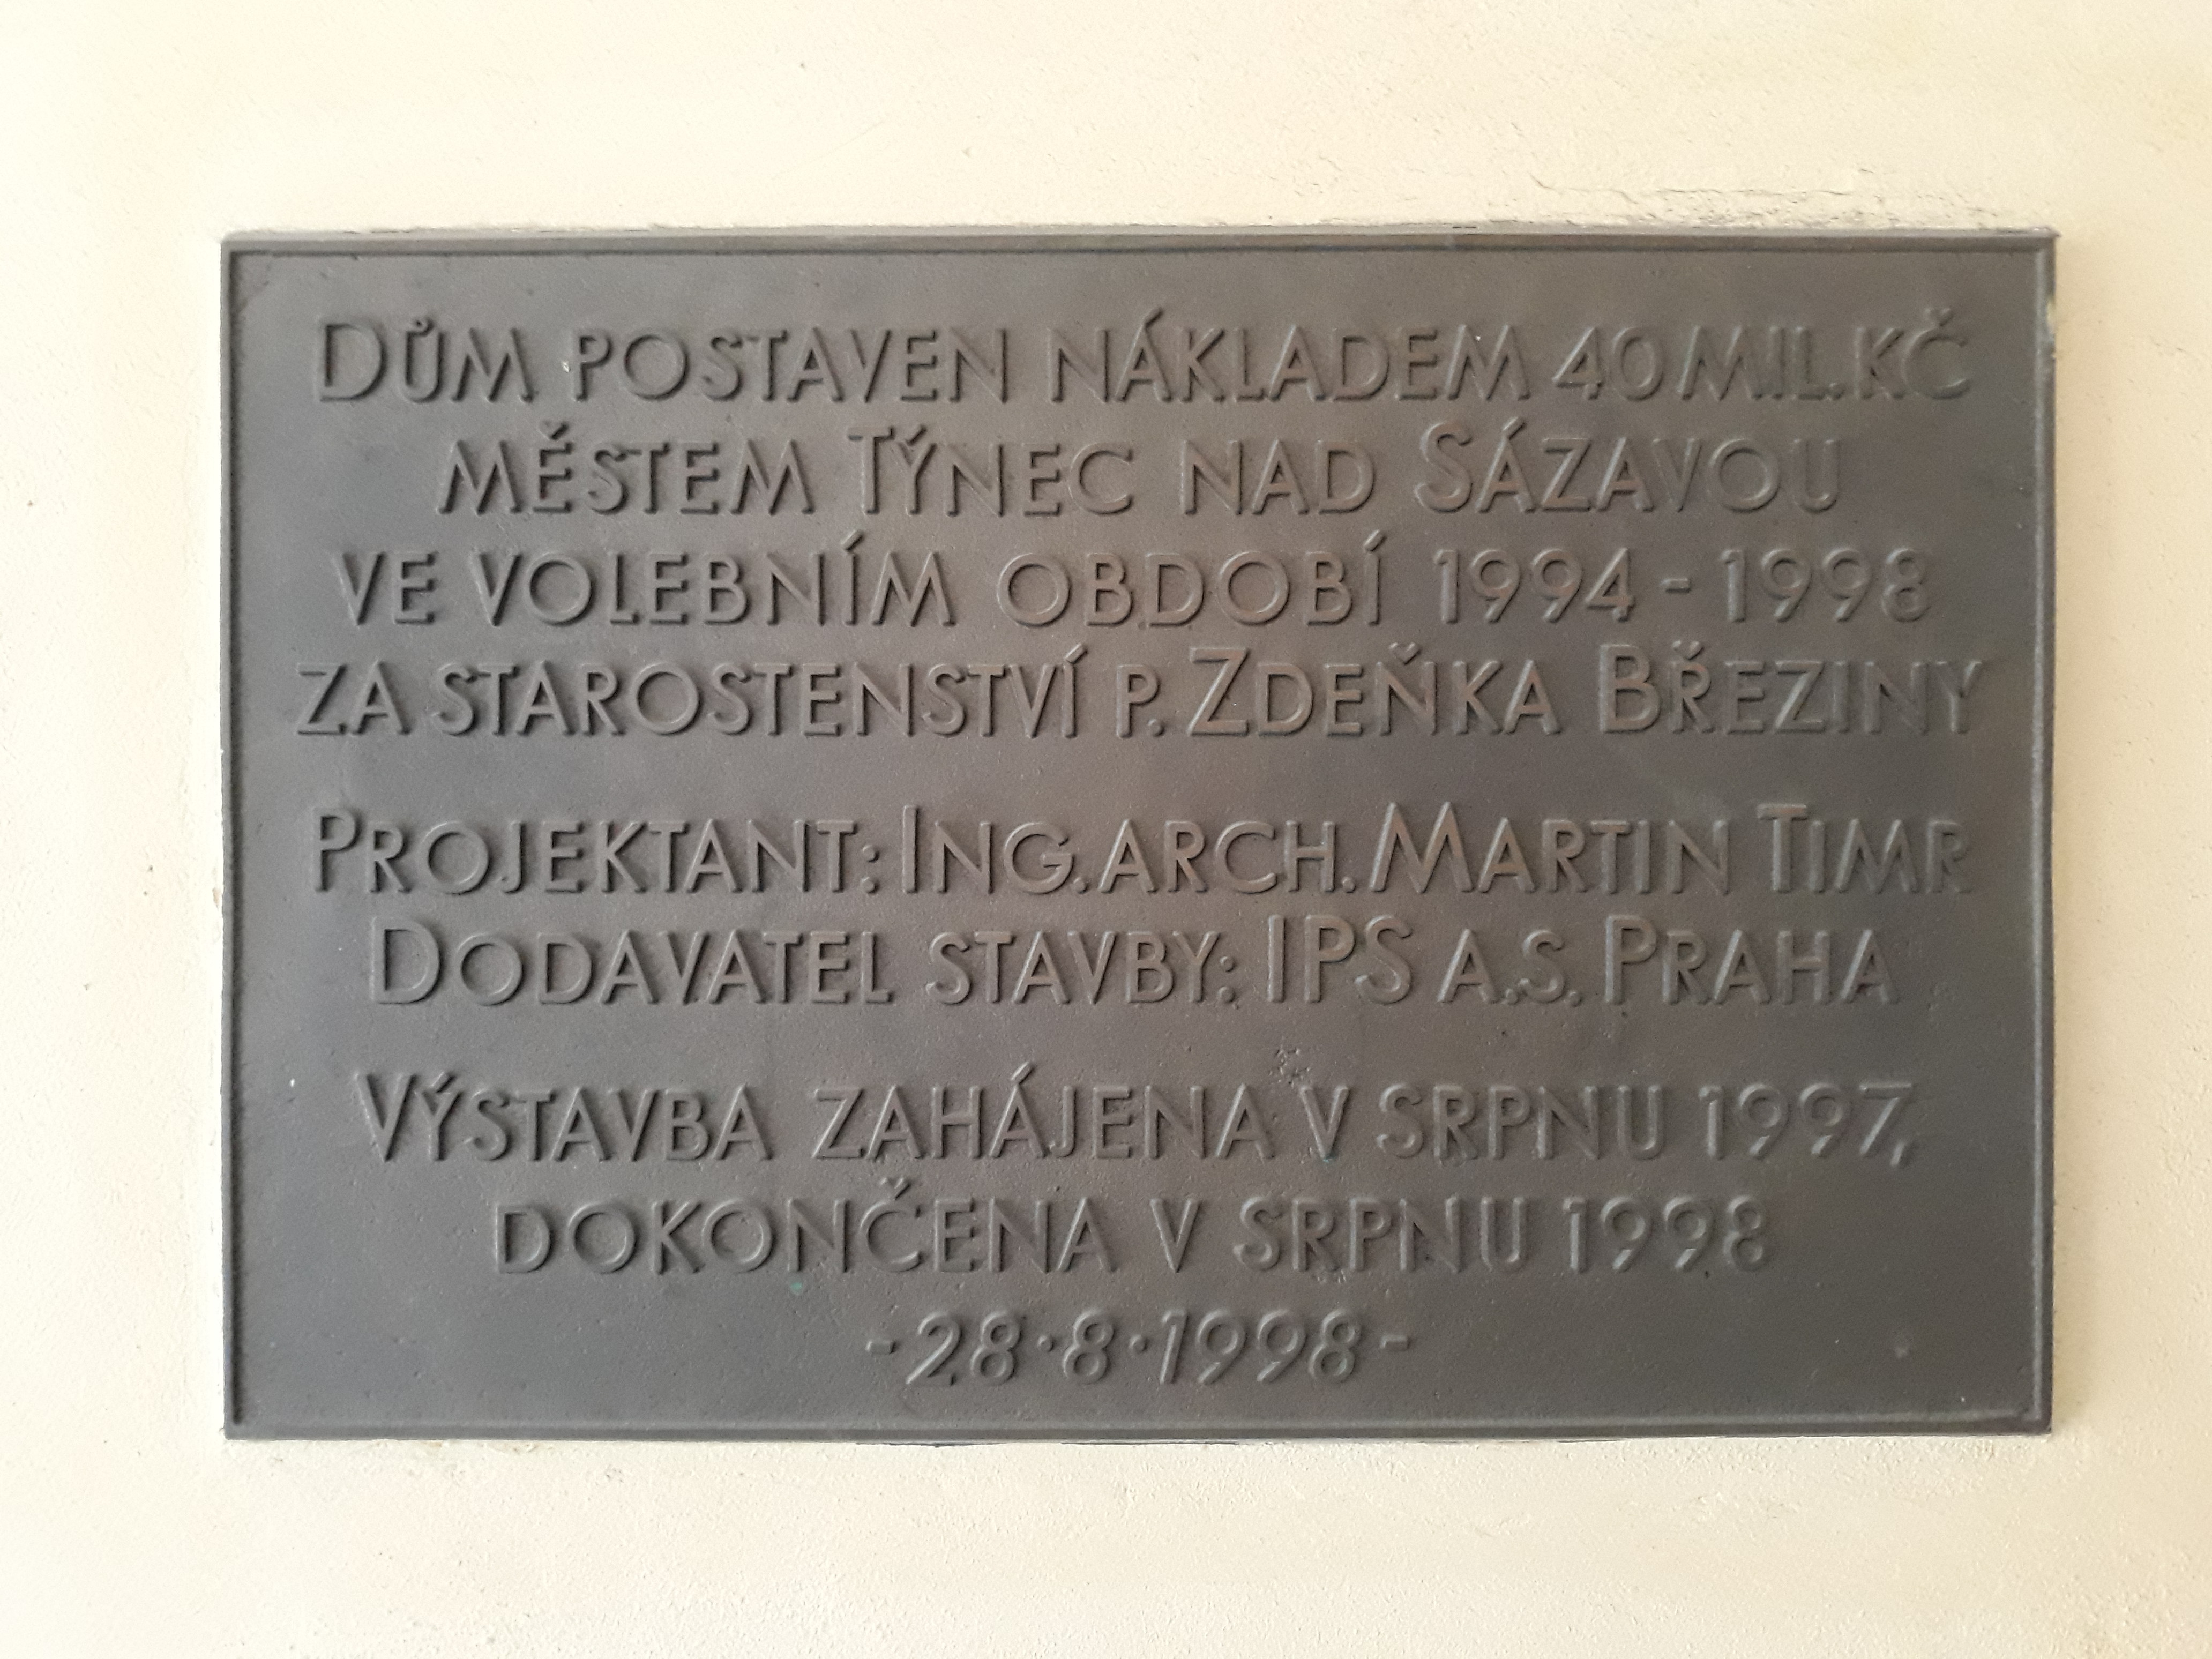 DŮM POSTAVEN NÁKLADEM 40 MIL. KČ
MĚSTEM TÝNEC NAD SÁZAVOU
VE VOLEBNÍM OBDOBÍ 1994 - 1998
ZA STAROSTENSTVÍ P. ZDEŇKA BŘEZINY
PROJEKTANT: ING. ARCH. MARTIN TIMR
DODAVATEL STAVBY: IPS A.S. PRAHA
VÝSTAVBA ZAHÁJENA V SRPNU 1997,
DOKONČENA V SRPNU 1998
- 28·8·1998 -